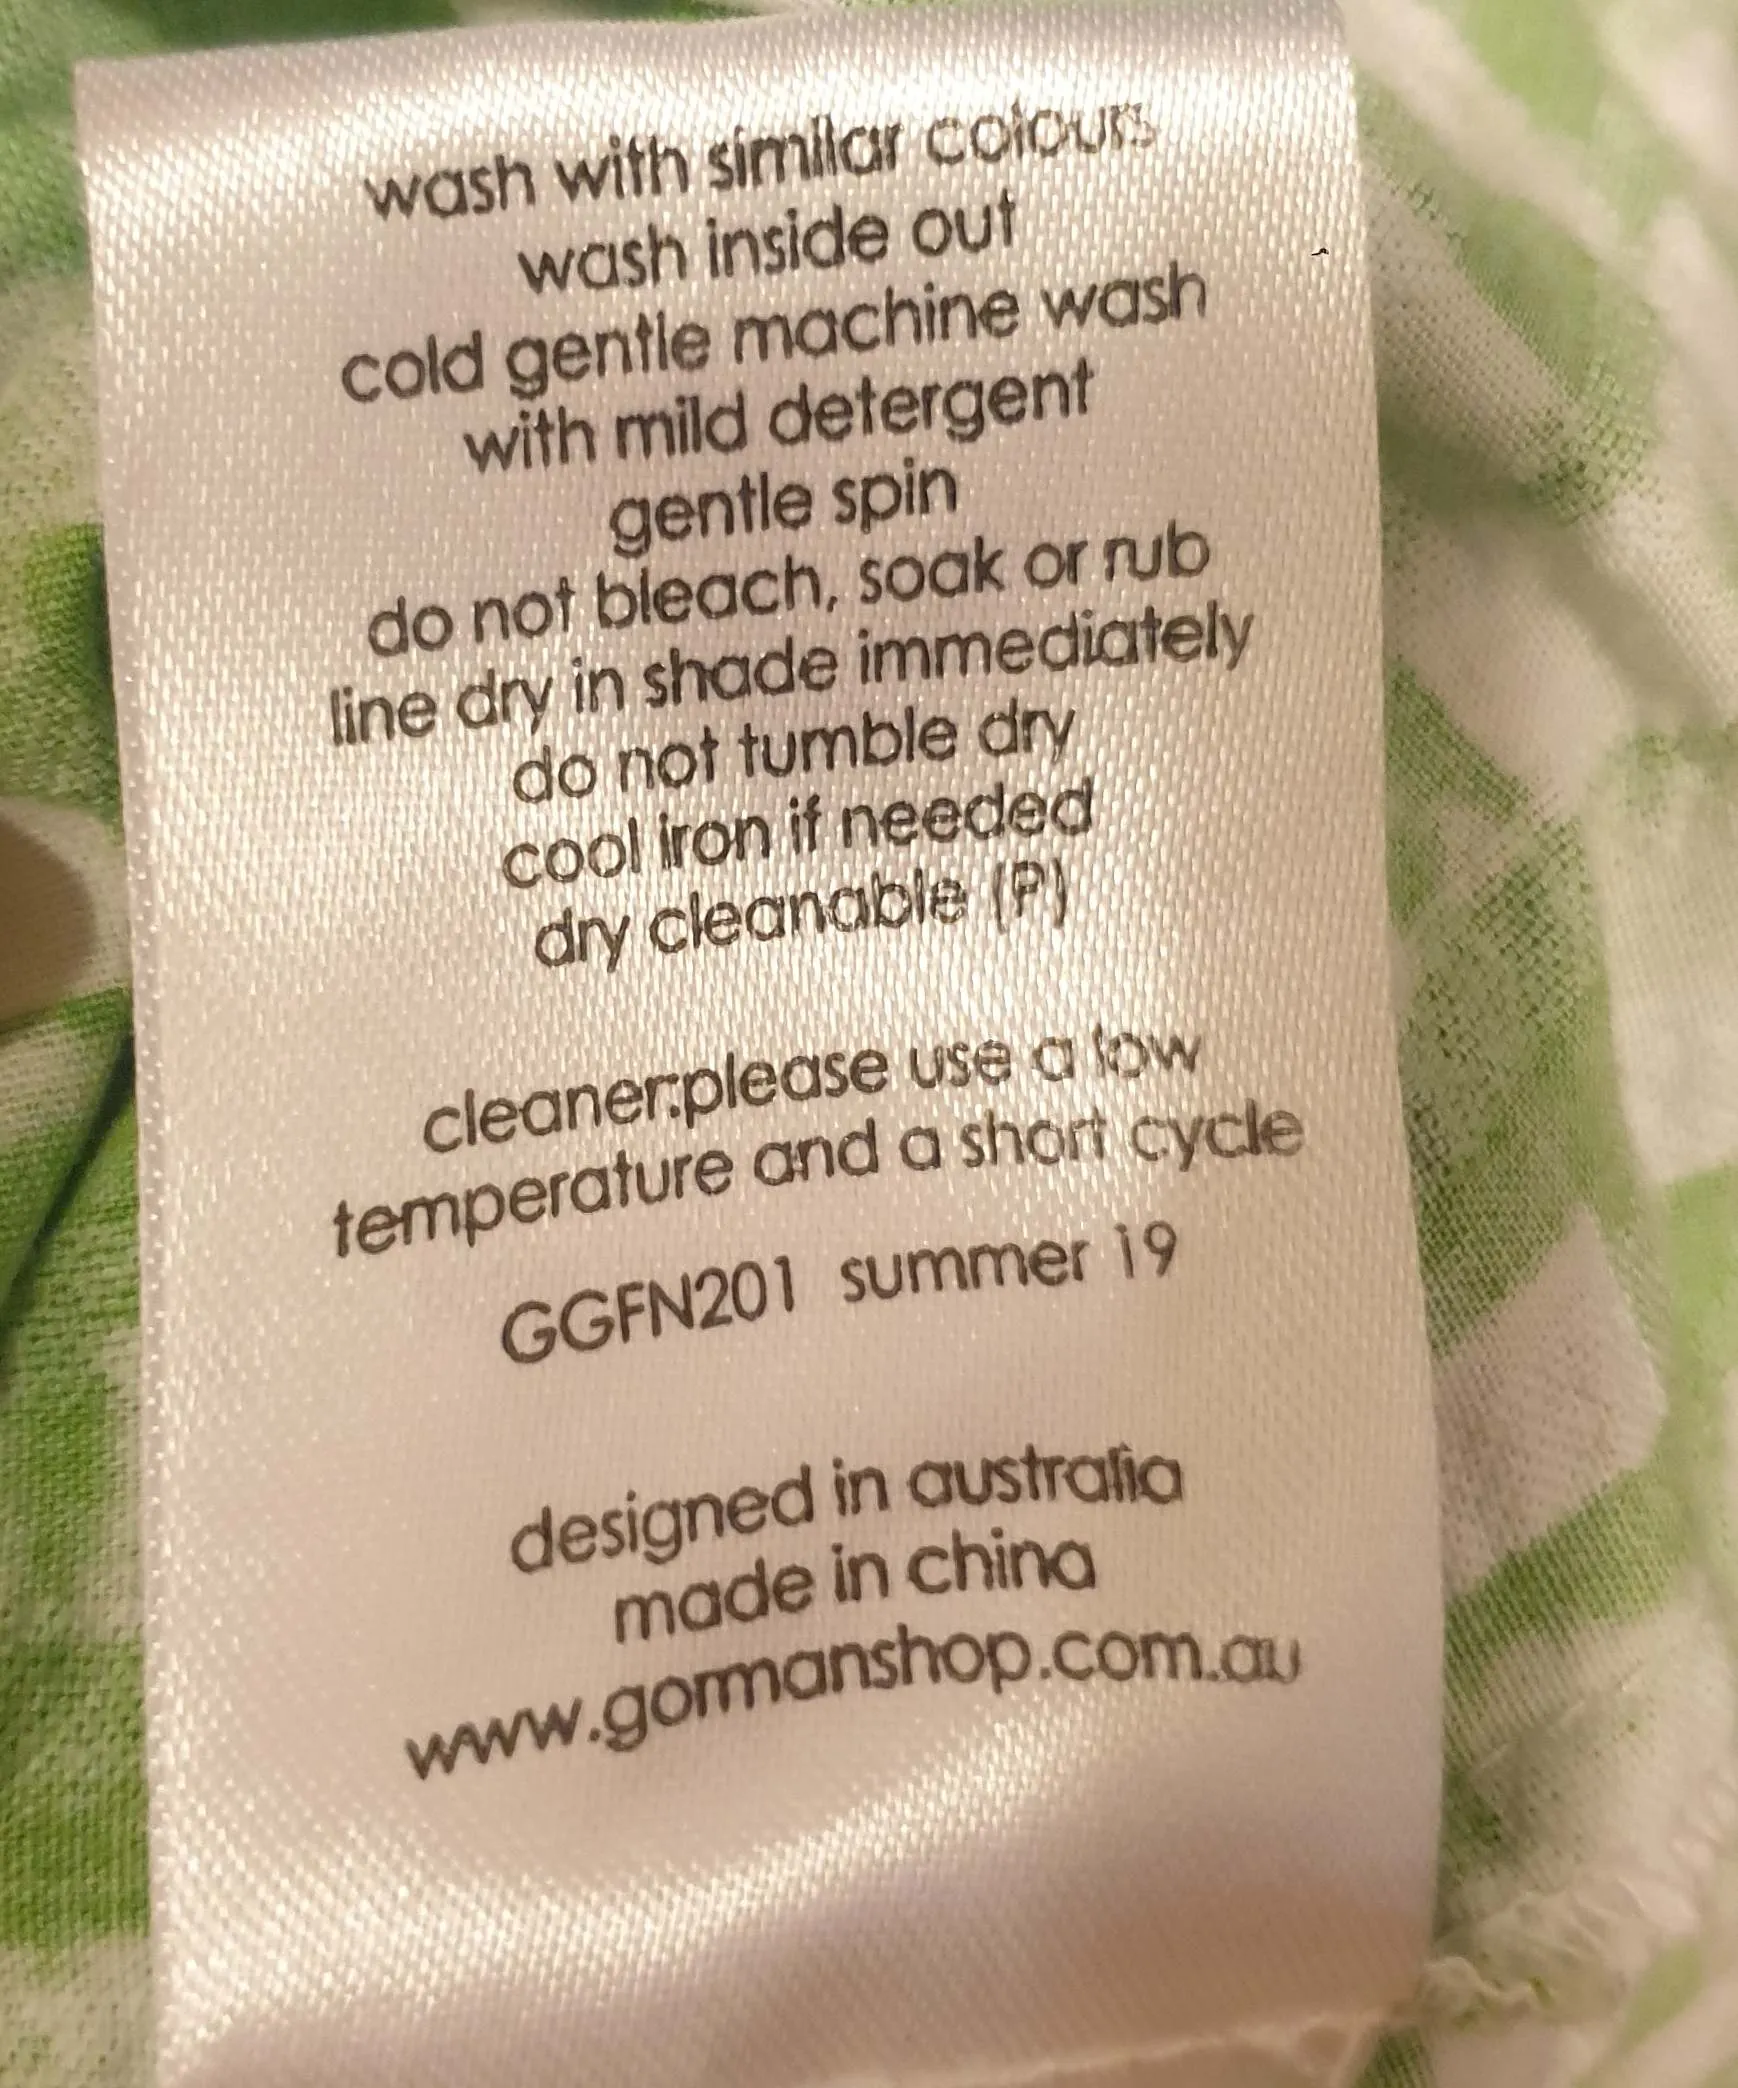 wash with similar colours
wash inside out
cold gentle machine wash
with mild detergent
gentle spin
do not bleach, soak or rub
line dry in shade immediately
do not tumble dry
cool iron if needed
dry cleanable (P)
cleaner:please use a low
temperature and a short cycle
GGFN201 summer 19
designed in australia
made in china
www.gormanshop.com.au